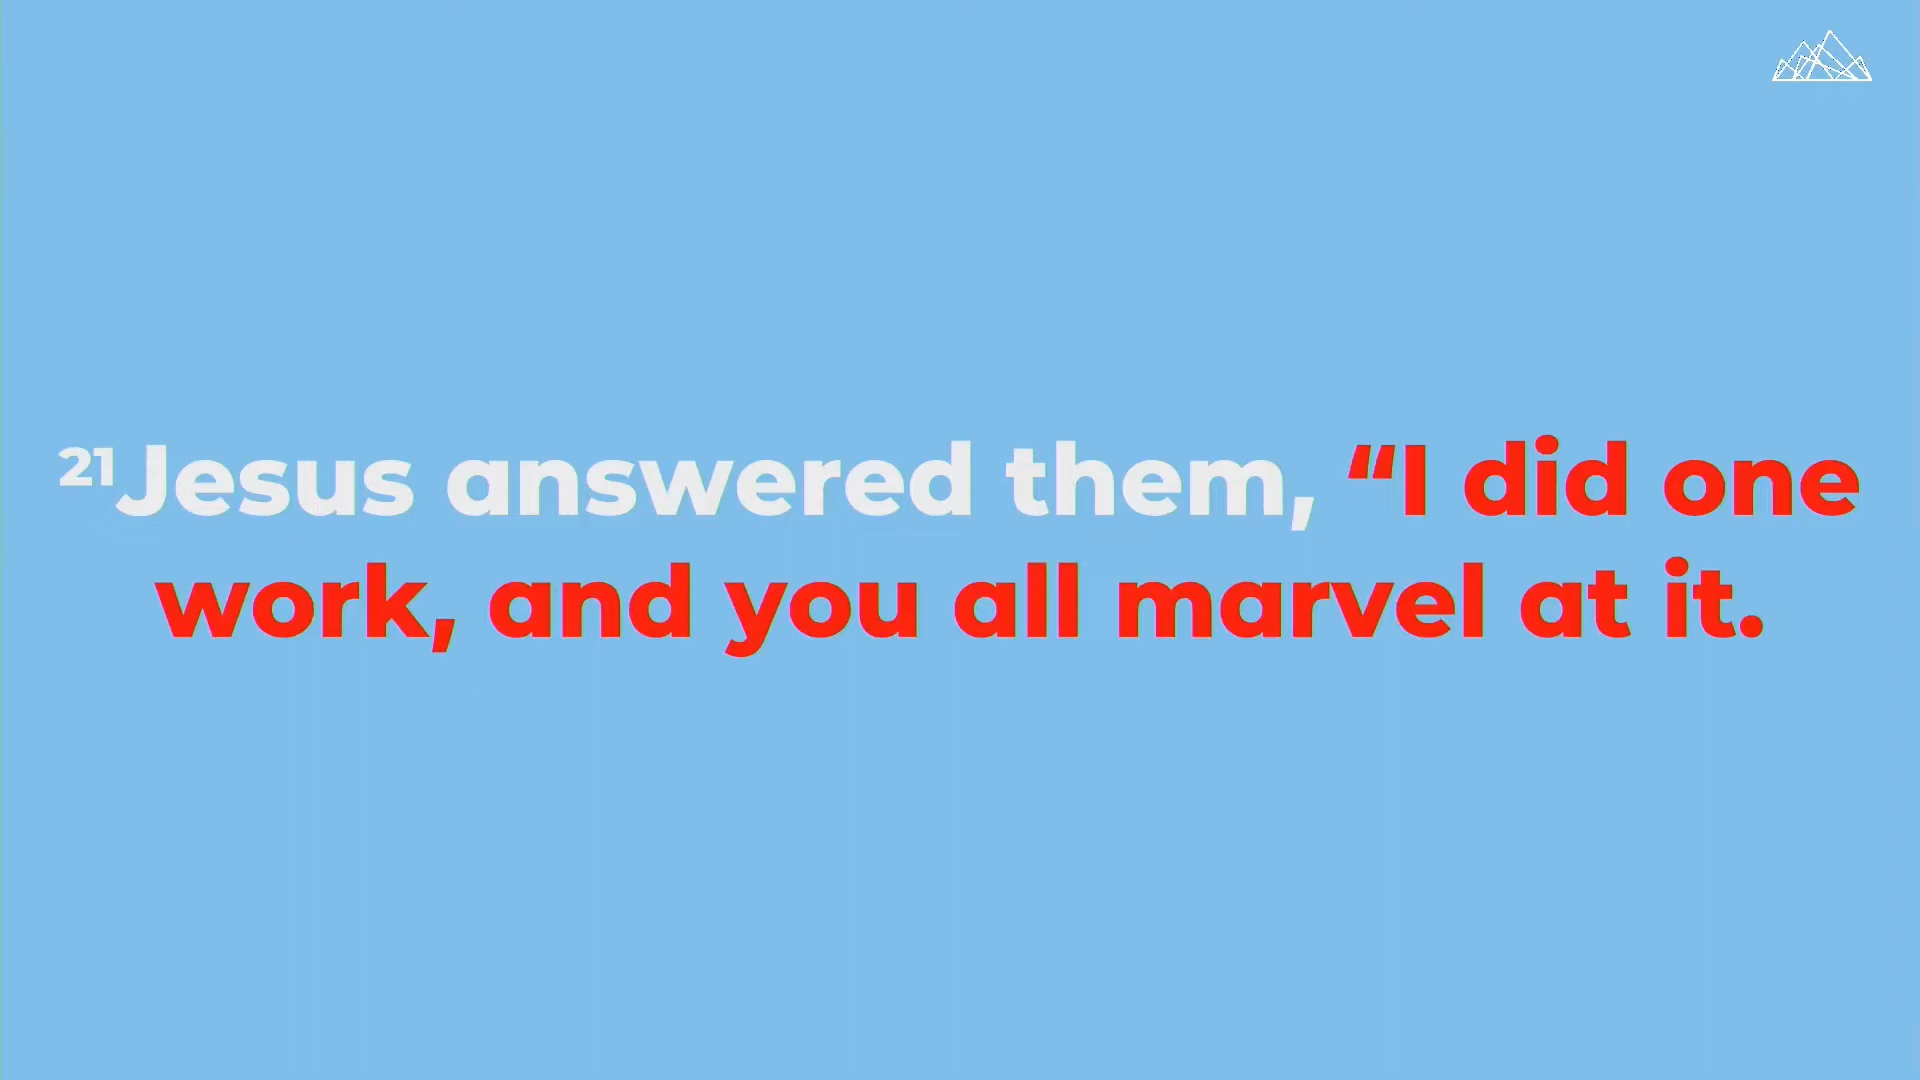 ²¹Jesus answered them, “I did one
work, and you all marvel at it.